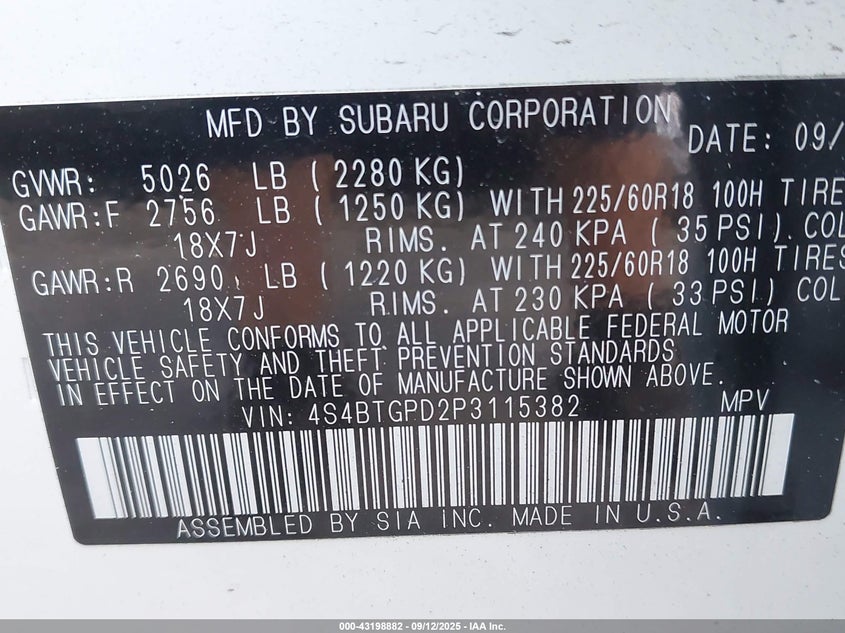 MFD BY SUBARU CORPORATION
DATE: 09/
GVWR: 5026 LB ( 2280 KG)
GAWR:F 2756 LB ( 1250 KG) WITH 225/60R18 100H TIRE
18X7J RIMS. AT 240 KPA ( 35 PSI) COL
GAWR:R 2690 LB ( 1220 KG) WITH 225/60R18 100H TIRES
18X7J RIMS. AT 230 KPA ( 33 PSI) COL
THIS VEHICLE CONFORMS TO ALL APPLICABLE FEDERAL MOTOR
VEHICLE SAFETY AND THEFT PREVENTION STANDARDS
IN EFFECT ON THE DATE OF MANUFACTURE SHOWN ABOVE.
VIN: 4S4BTGPD2P3115382 MPV
ASSEMBLED BY SIA INC. MADE IN U.S.A.
000-43198882 - 09/12/2025 - IAA Inc.